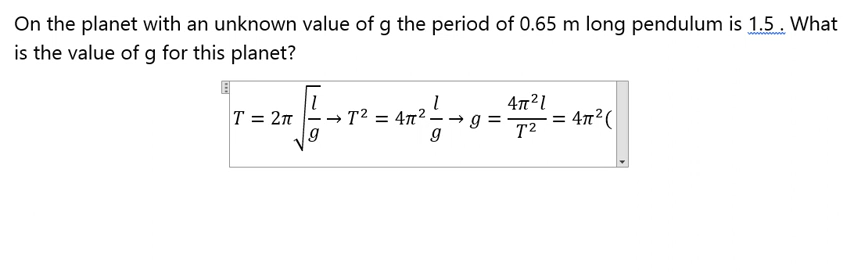 On the planet with an unknown value of g the period of 0.65 m long pendulum is 1.5 . What
is the value of g for this planet?
T = 2π√(l/g) → T² = 4π² l/g → g = 4π²l/T² = 4π²(